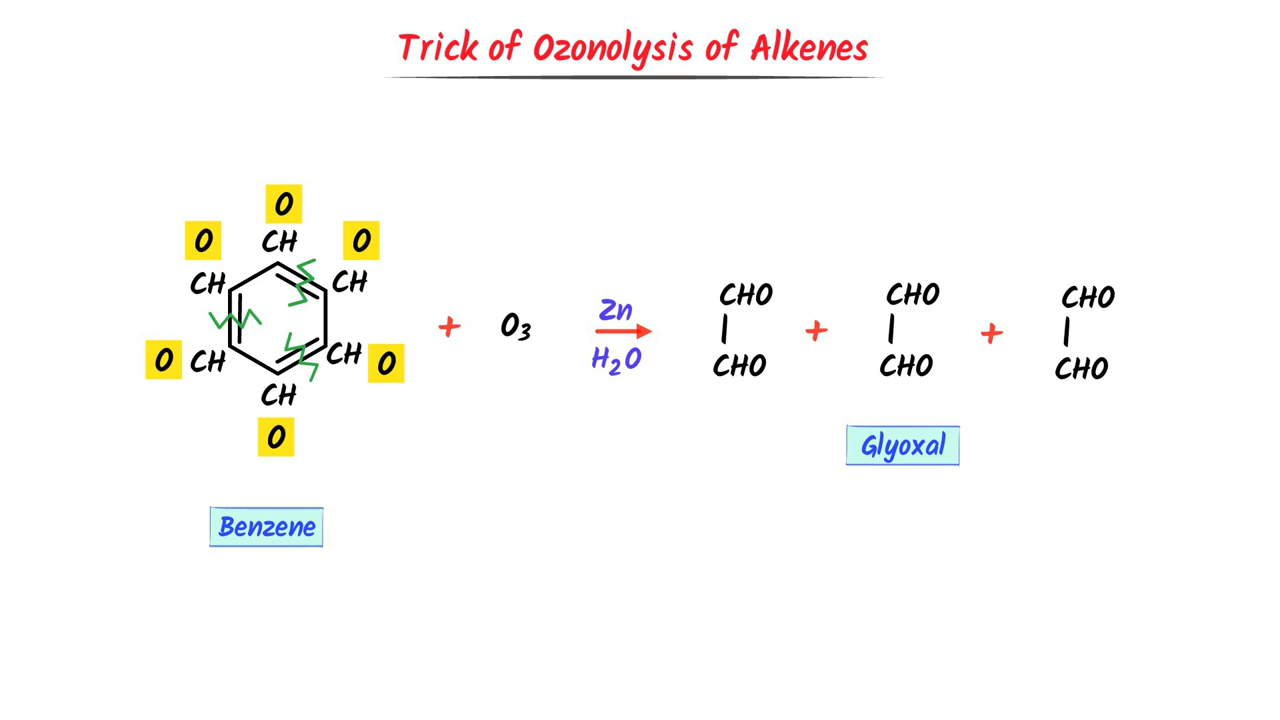 Trick of Ozonolysis of Alkenes
O
O
O
CH
CH
CH
O
CH
CH
O
CH
O
Benzene
+
O₃
Zn
H₂O
CHO
CHO
+
CHO
CHO
+
CHO
CHO
Glyoxal